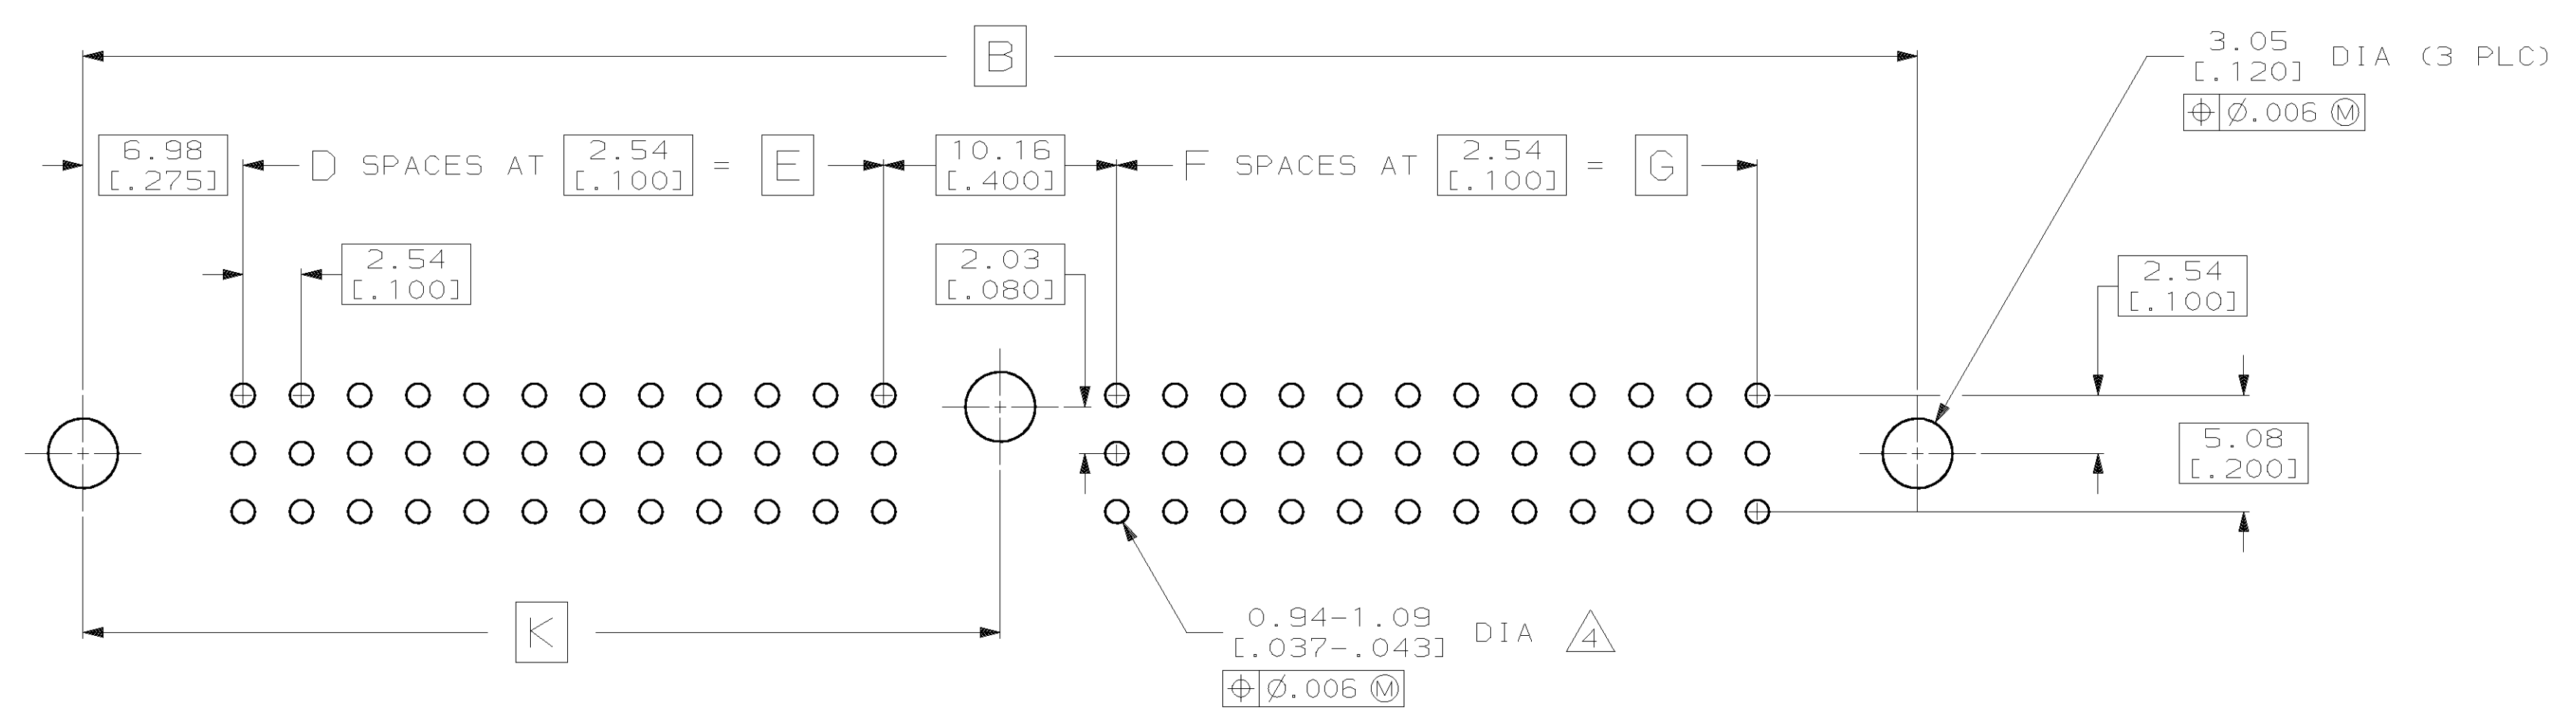 B
3.05
[.120] DIA (3 PLC)
⌖ Ø.006 Ⓜ
6.98
[.275]
D SPACES AT 2.54
[.100] = E
10.16
[.400]
F SPACES AT 2.54
[.100] = G
2.54
[.100]
2.03
[.080]
2.54
[.100]
5.08
[.200]
K
0.94-1.09
[.037-.043] DIA 4
⌖ Ø.006 Ⓜ